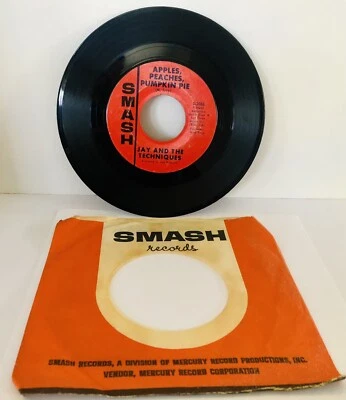 APPLES,
PEACHES,
PUMPKIN PIE
SMASH
JAY AND THE
TECHNIQUES
SMASH
records
SMASH RECORDS, A DIVISION OF MERCURY RECORD PRODUCTIONS, INC.
VENDOR, MERCURY RECORD CORPORATION